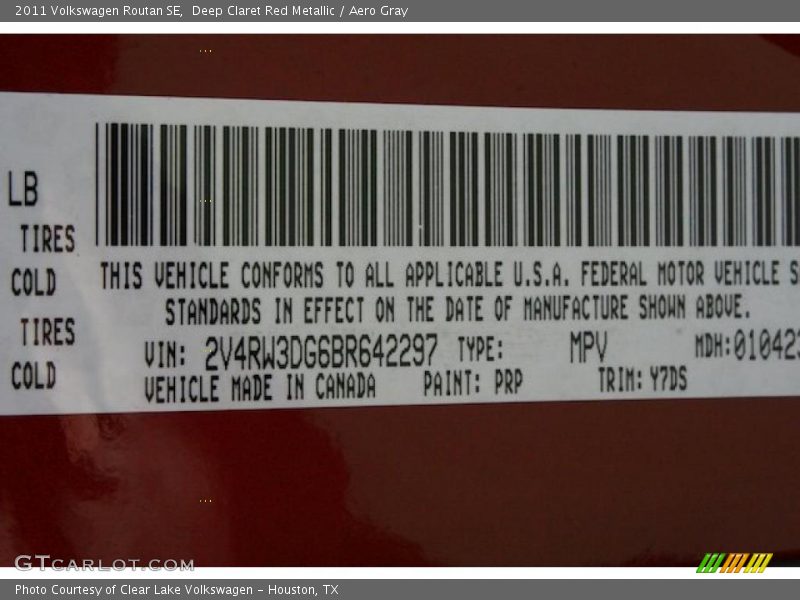 2011 Volkswagen Routan SE,  Deep Claret Red Metallic / Aero Gray
LB
TIRES
COLD
TIRES
COLD
THIS VEHICLE CONFORMS TO ALL APPLICABLE U.S.A. FEDERAL MOTOR VEHICLE S
STANDARDS IN EFFECT ON THE DATE OF MANUFACTURE SHOWN ABOVE.
VIN: 2V4RW3DG6BR642297 TYPE: MPV MDH:010423
VEHICLE MADE IN CANADA PAINT: PRP TRIM: Y7DS
GTCARLOT.COM
Photo Courtesy of Clear Lake Volkswagen - Houston, TX